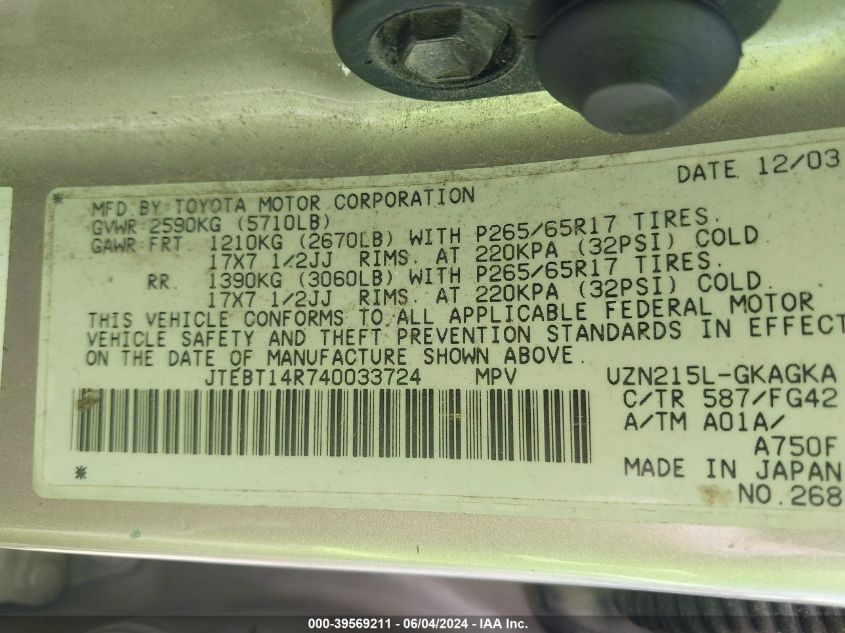 DATE 12/03
MFD BY TOYOTA MOTOR CORPORATION
GVWR 2590KG (5710LB)
GAWR FRT. 1210KG (2670LB) WITH P265/65R17 TIRES.
17X7 1/2JJ RIMS. AT 220KPA (32PSI) COLD
RR. 1390KG (3060LB) WITH P265/65R17 TIRES.
17X7 1/2JJ RIMS. AT 220KPA (32PSI) COLD.
THIS VEHICLE CONFORMS TO ALL APPLICABLE FEDERAL MOTOR
VEHICLE SAFETY AND THEFT PREVENTION STANDARDS IN EFFECT
ON THE DATE OF MANUFACTURE SHOWN ABOVE.
JTEBT14R740033724 MPV UZN215L-GKAGKA
C/TR 587/FG42
A/TM A01A/
A750F
MADE IN JAPAN
NO.268
000-39569211 - 06/04/2024 - IAA Inc.